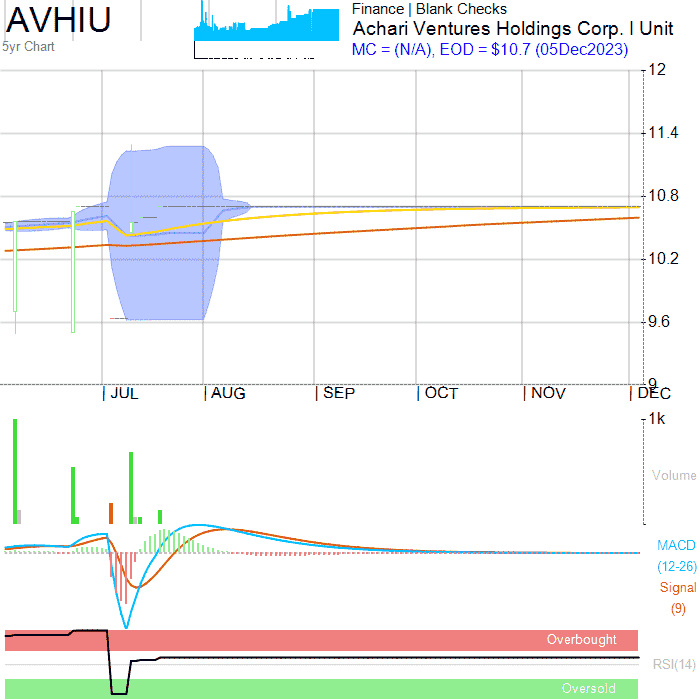 AVHIU
5yr Chart
Finance | Blank Checks
Achari Ventures Holdings Corp. I Unit
MC = (N/A), EOD = $10.7 (05Dec2023)
12
11.4
10.8
10.2
9.6
9
JUL
AUG
SEP
OCT
NOV
DEC
1k
Volume
MACD
(12-26)
Signal
(9)
Overbought
RSI(14)
Oversold